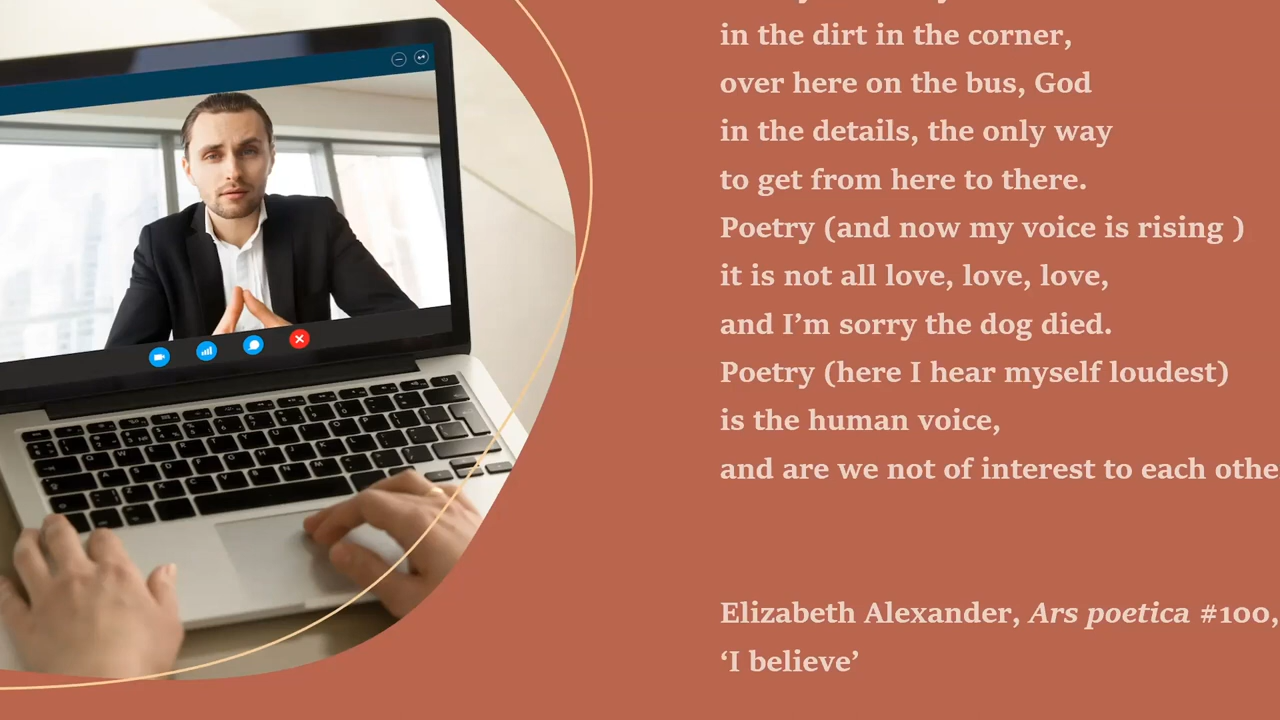 in the dirt in the corner,
over here on the bus, God
in the details, the only way
to get from here to there.
Poetry (and now my voice is rising )
it is not all love, love, love,
and I’m sorry the dog died.
Poetry (here I hear myself loudest)
is the human voice,
and are we not of interest to each othe
Elizabeth Alexander, Ars poetica #100,
‘I believe’